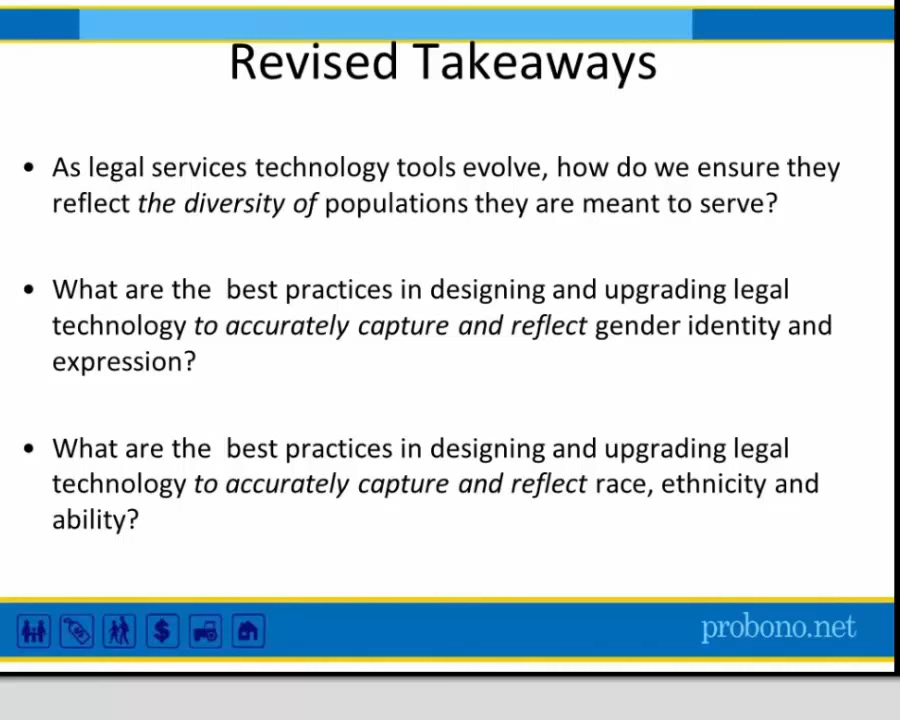 Revised Takeaways
• As legal services technology tools evolve, how do we ensure they
reflect the diversity of populations they are meant to serve?
• What are the  best practices in designing and upgrading legal
technology to accurately capture and reflect gender identity and
expression?
• What are the  best practices in designing and upgrading legal
technology to accurately capture and reflect race, ethnicity and
ability?
$
probono.net